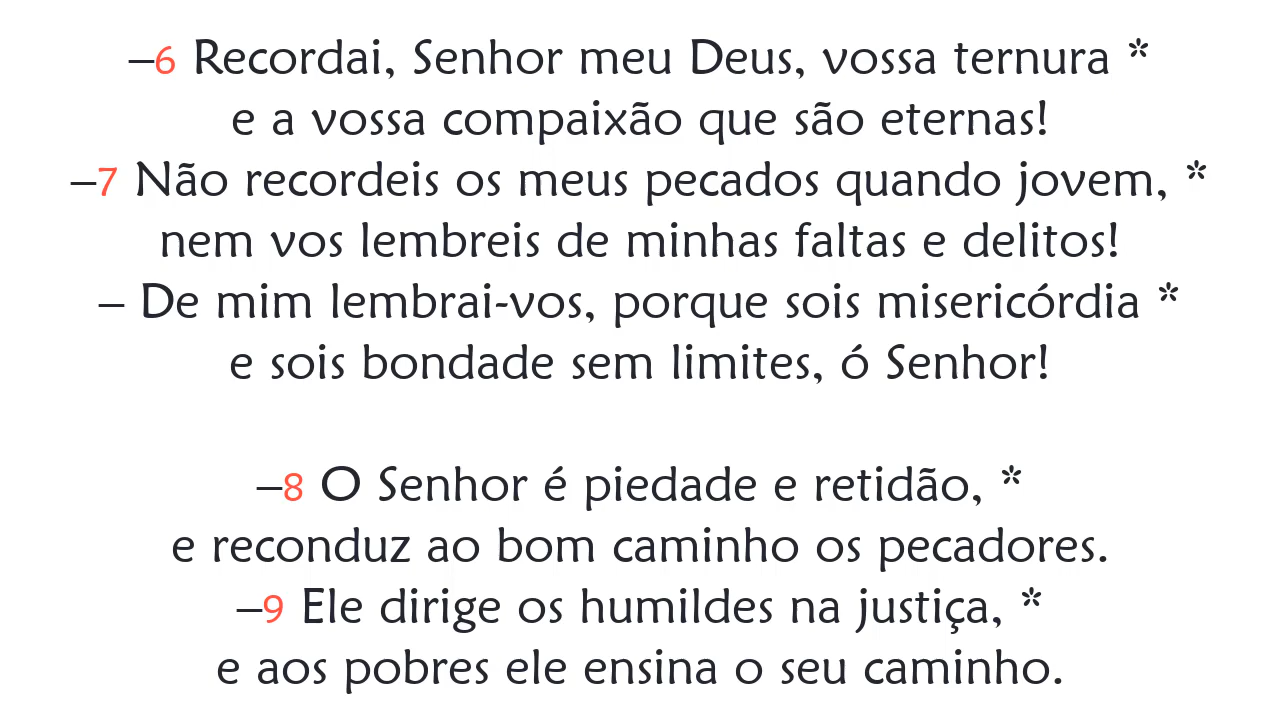 –6 Recordai, Senhor meu Deus, vossa ternura *
e a vossa compaixão que são eternas!
–7 Não recordeis os meus pecados quando jovem, *
nem vos lembreis de minhas faltas e delitos!
– De mim lembrai-vos, porque sois misericórdia *
e sois bondade sem limites, ó Senhor!
–8 O Senhor é piedade e retidão, *
e reconduz ao bom caminho os pecadores.
–9 Ele dirige os humildes na justiça, *
e aos pobres ele ensina o seu caminho.